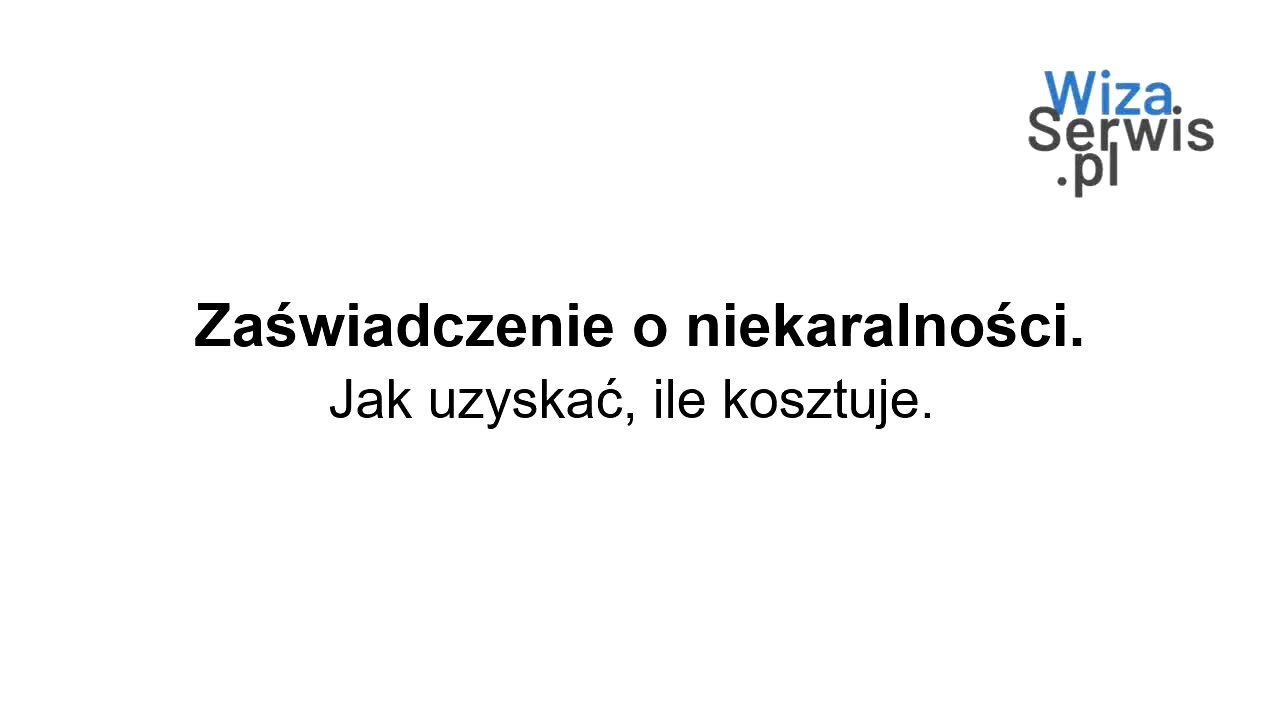 Wiza
Serwis
.pl
Zaświadczenie o niekaralności.
Jak uzyskać, ile kosztuje.